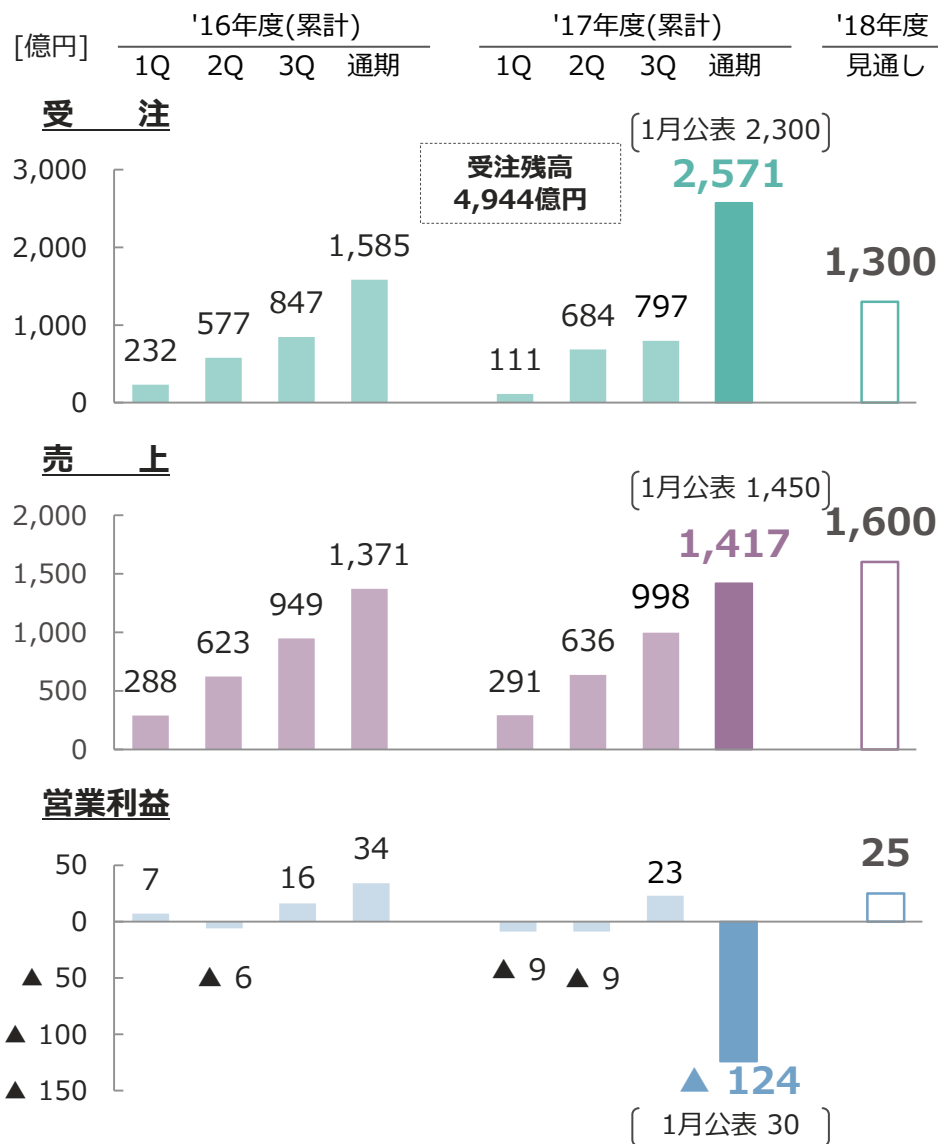 [億円]
'16年度(累計)
'17年度(累計)
'18年度
1Q 2Q 3Q 通期
1Q 2Q 3Q 通期
見通し
受 注
[1月公表 2,300]
受注残高
4,944億円
2,571
3,000
2,000
1,000
0
232
577
847
1,585
111
684
797
1,300
売 上
[1月公表 1,450]
1,417
1,600
2,000
1,500
1,000
500
0
288
623
949
1,371
291
636
998
営業利益
50
0
▲ 50
▲ 100
▲ 150
7
▲ 6
16
34
▲ 9
▲ 9
23
▲ 124
25
[ 1月公表 30 ]